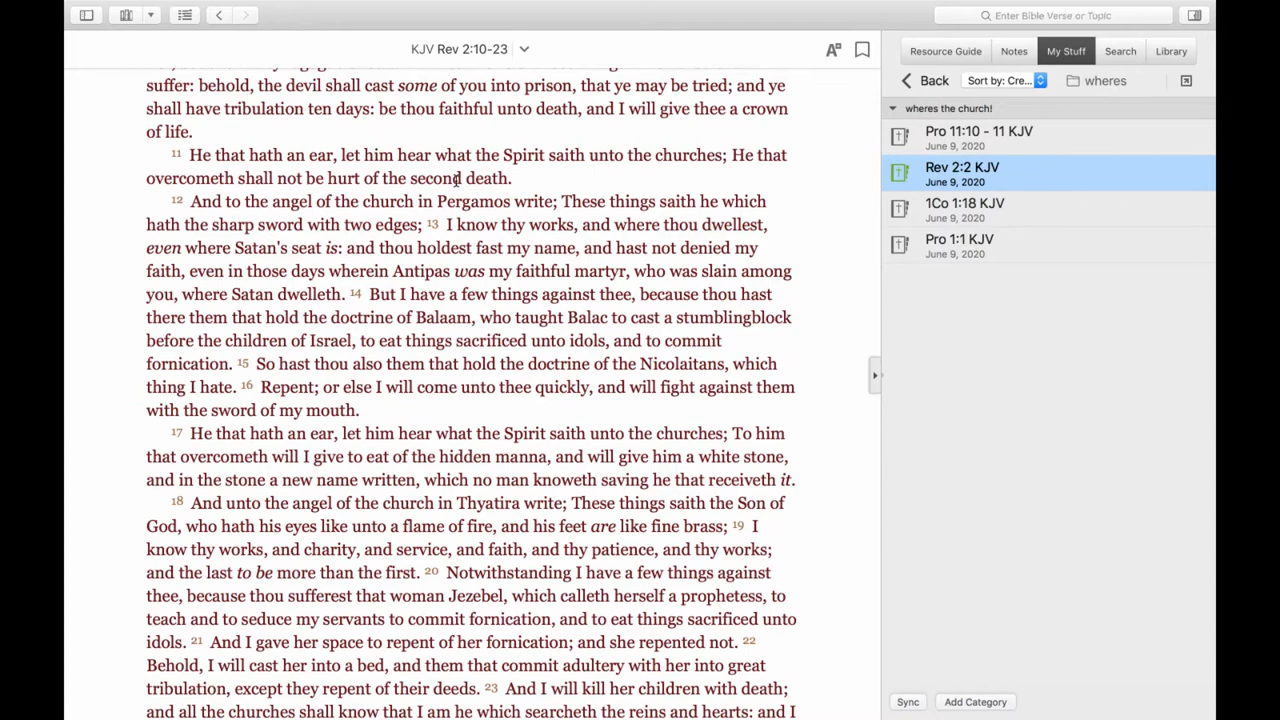 Enter Bible Verse or Topic
KJV Rev 2:10-23
suffer: behold, the devil shall cast some of you into prison, that ye may be tried; and ye
shall have tribulation ten days: be thou faithful unto death, and I will give thee a crown
of life.
11 He that hath an ear, let him hear what the Spirit saith unto the churches; He that
overcometh shall not be hurt of the second death.
12 And to the angel of the church in Pergamos write; These things saith he which
hath the sharp sword with two edges; 13 I know thy works, and where thou dwellest,
even where Satan's seat is: and thou holdest fast my name, and hast not denied my
faith, even in those days wherein Antipas was my faithful martyr, who was slain among
you, where Satan dwelleth. 14 But I have a few things against thee, because thou hast
there them that hold the doctrine of Balaam, who taught Balac to cast a stumblingblock
before the children of Israel, to eat things sacrificed unto idols, and to commit
fornication. 15 So hast thou also them that hold the doctrine of the Nicolaitans, which
thing I hate. 16 Repent; or else I will come unto thee quickly, and will fight against them
with the sword of my mouth.
17 He that hath an ear, let him hear what the Spirit saith unto the churches; To him
that overcometh will I give to eat of the hidden manna, and will give him a white stone,
and in the stone a new name written, which no man knoweth saving he that receiveth it.
18 And unto the angel of the church in Thyatira write; These things saith the Son of
God, who hath his eyes like unto a flame of fire, and his feet are like fine brass; 19 I
know thy works, and charity, and service, and faith, and thy patience, and thy works;
and the last to be more than the first. 20 Notwithstanding I have a few things against
thee, because thou sufferest that woman Jezebel, which calleth herself a prophetess, to
teach and to seduce my servants to commit fornication, and to eat things sacrificed unto
idols. 21 And I gave her space to repent of her fornication; and she repented not. 22
Behold, I will cast her into a bed, and them that commit adultery with her into great
tribulation, except they repent of their deeds. 23 And I will kill her children with death;
and all the churches shall know that I am he which searcheth the reins and hearts: and I
Resource Guide Notes My Stuff Search Library
Back Sort by: Cre... wheres
wheres the church!
Pro 11:10 - 11 KJV
June 9, 2020
Rev 2:2 KJV
June 9, 2020
1Co 1:18 KJV
June 9, 2020
Pro 1:1 KJV
June 9, 2020
Sync Add Category